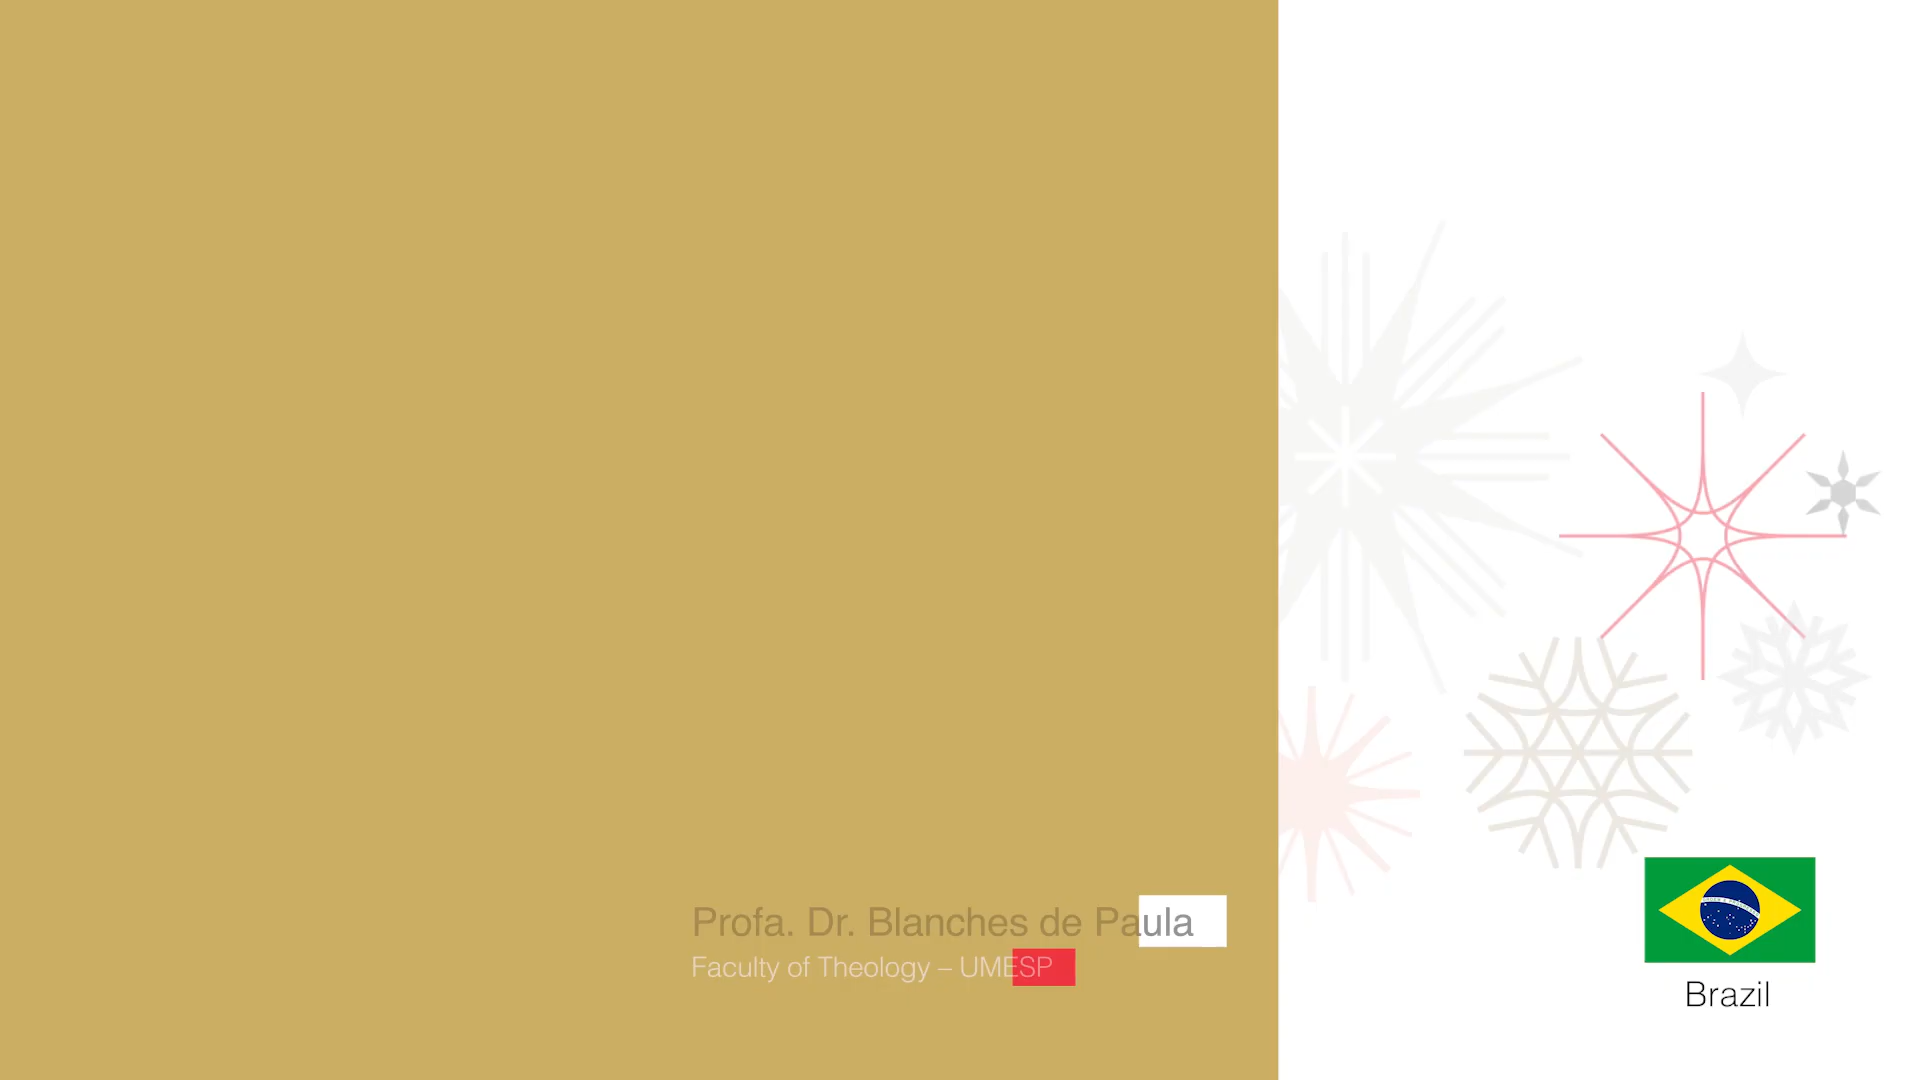 Profa. Dr. Blanches de Paula
Faculty of Theology – UMESP
Brazil